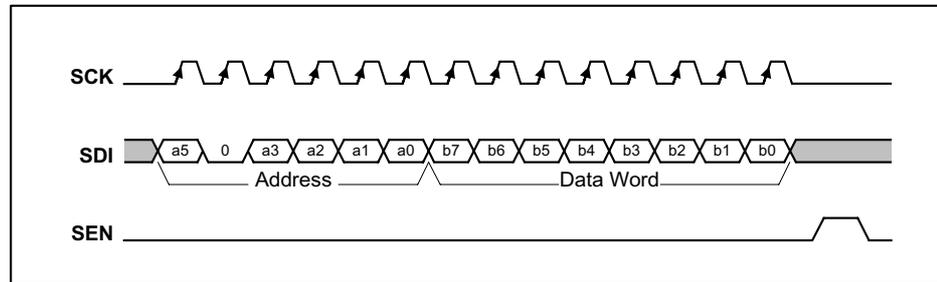 SCK
SDI a5 0 a3 a2 a1 a0 b7 b6 b5 b4 b3 b2 b1 b0
Address Data Word
SEN